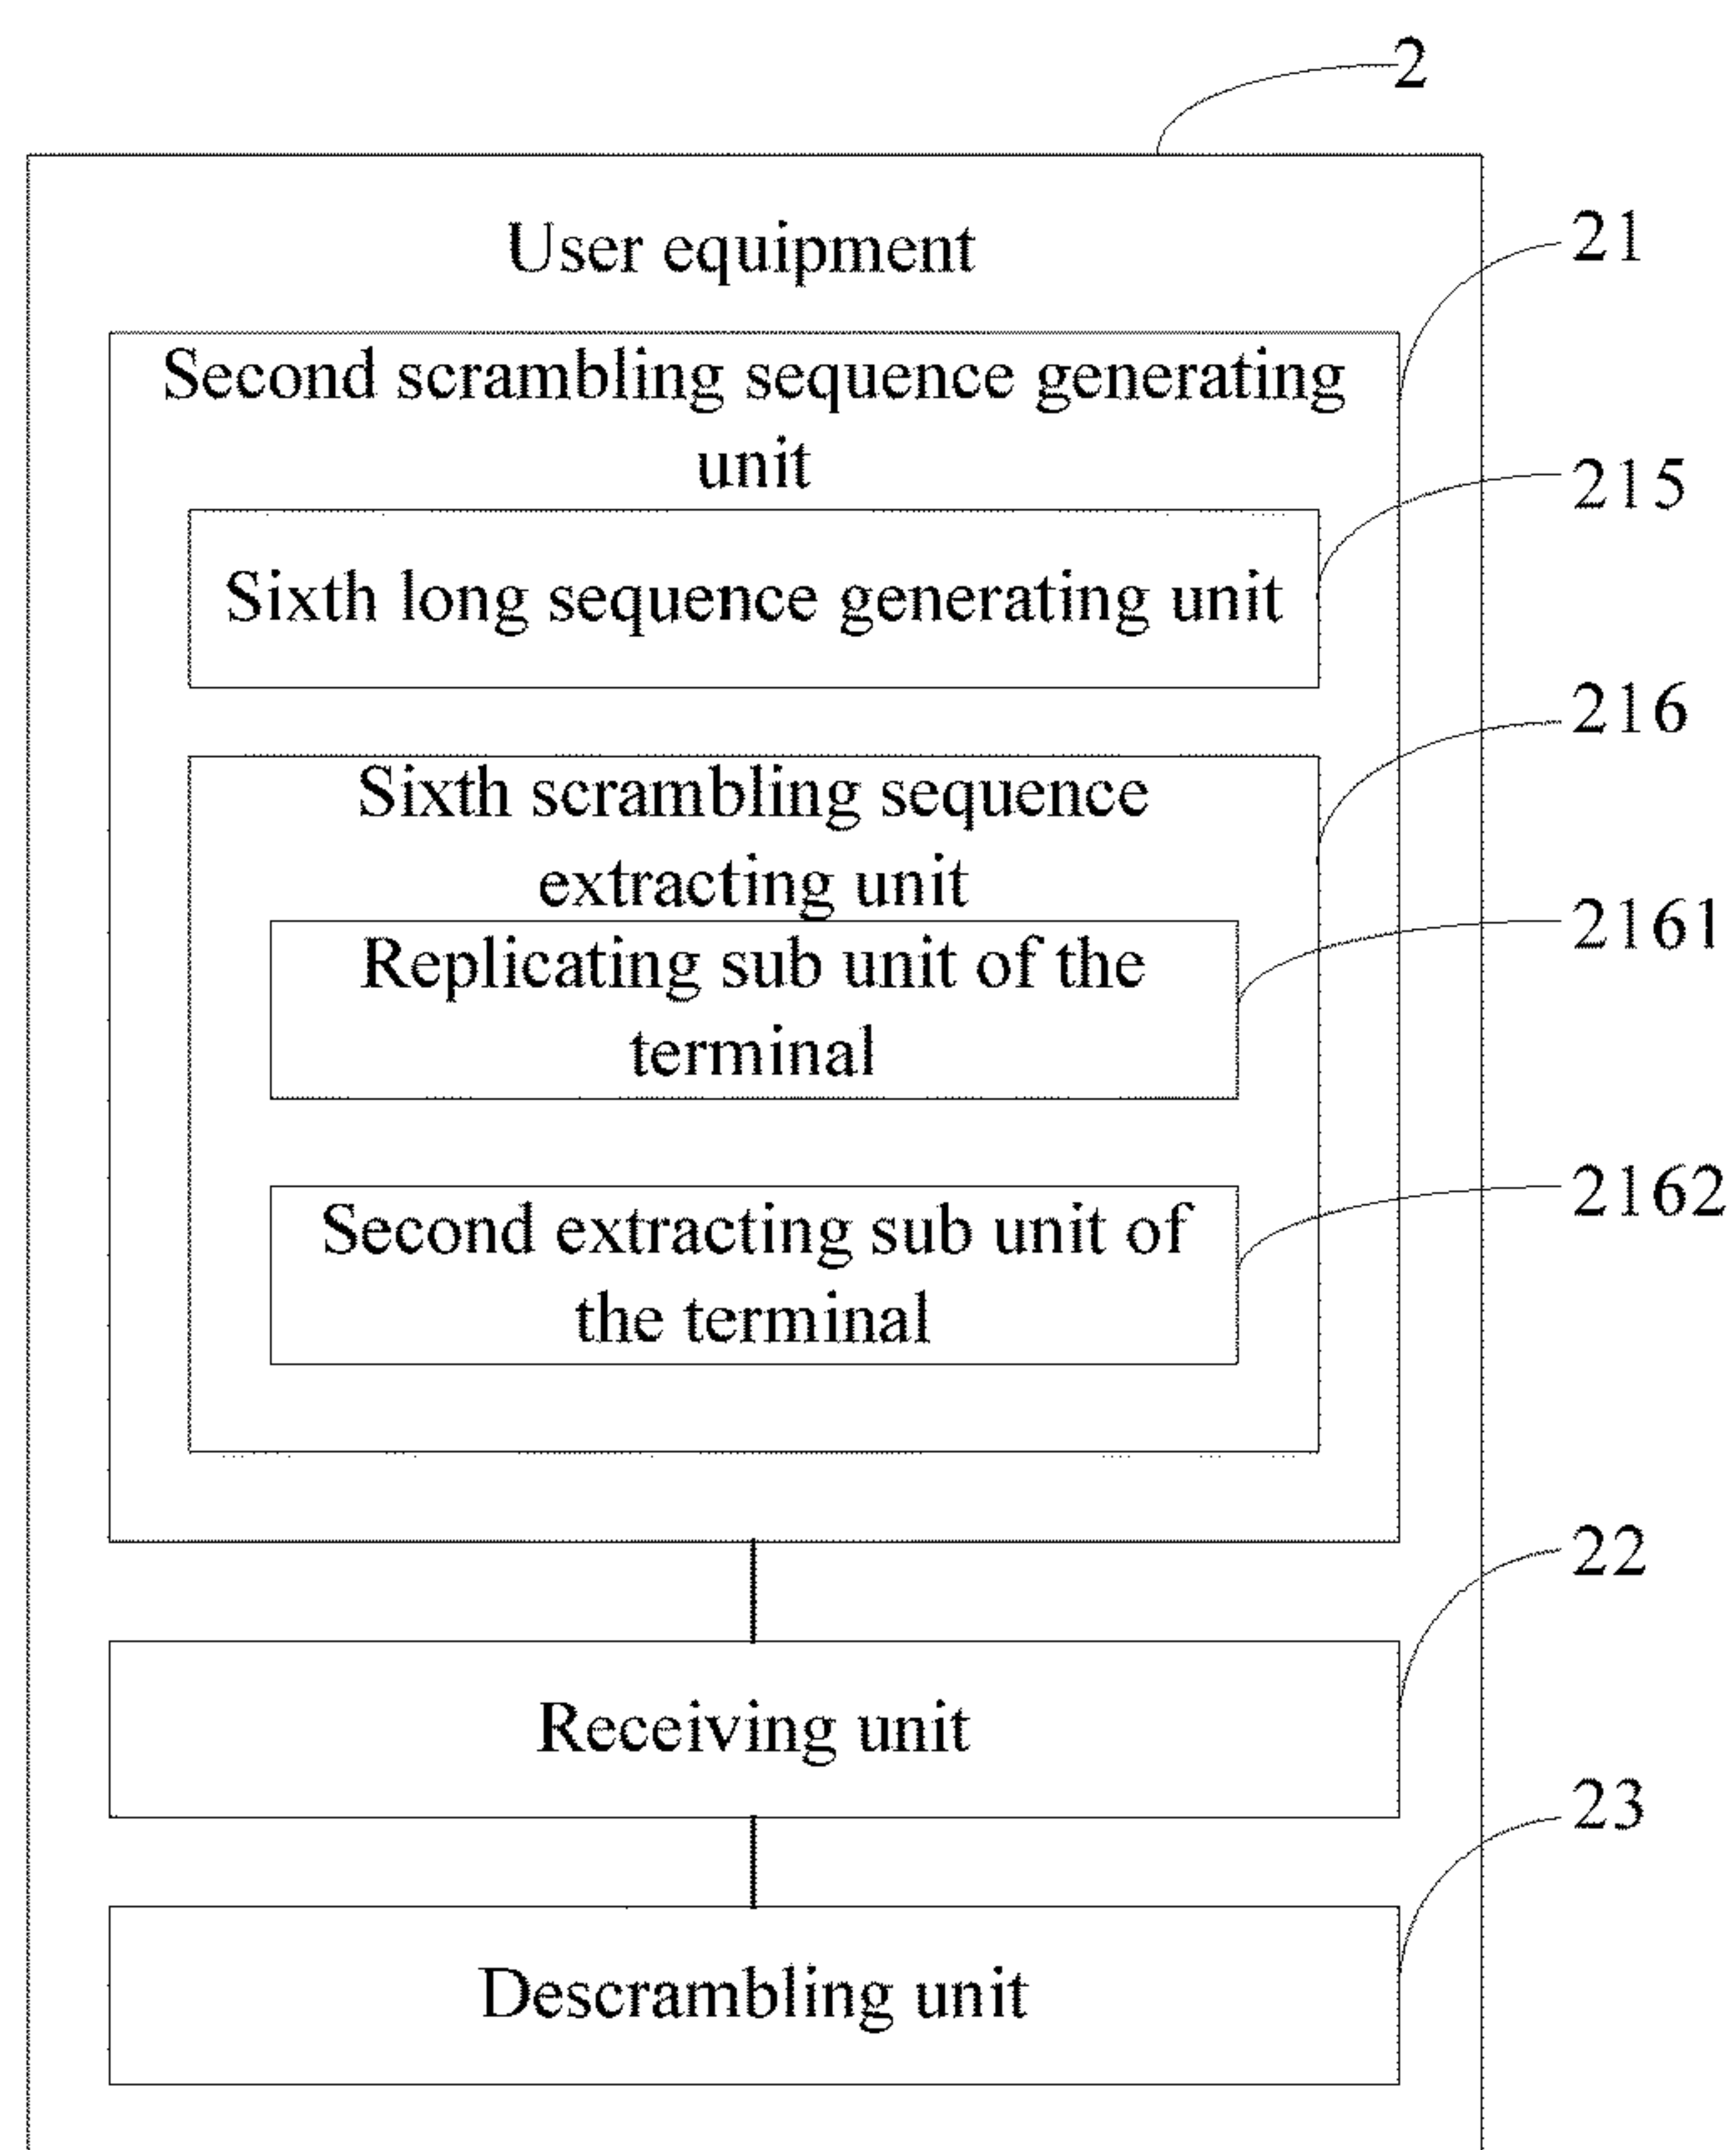 2
User equipment
21
Second scrambling sequence generating
unit
215
Sixth long sequence generating unit
216
Sixth scrambling sequence
extracting unit
2161
Replicating sub unit of the
terminal
2162
Second extracting sub unit of
the terminal
22
Receiving unit
23
Descrambling unit